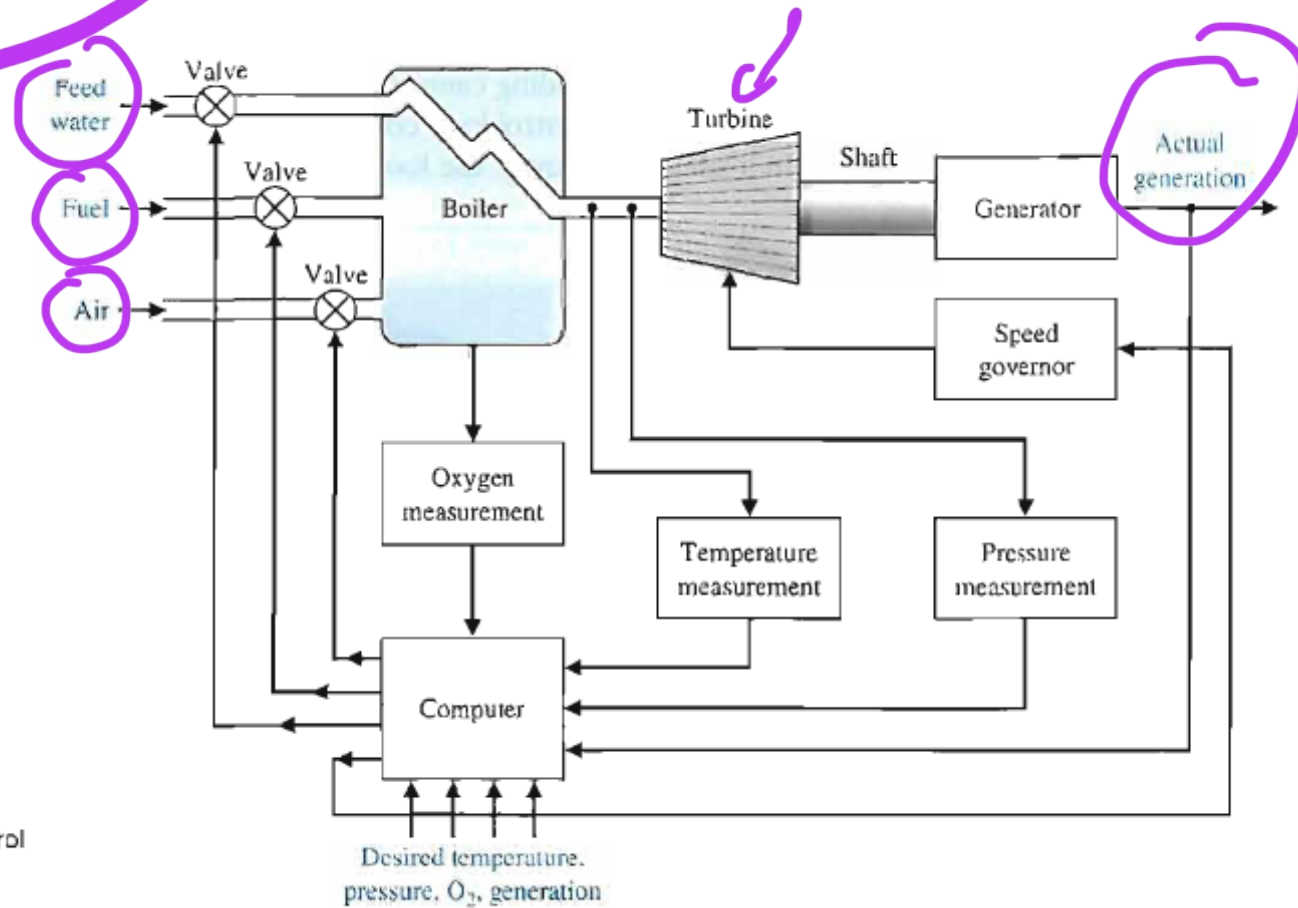 Feed
water
Valve
Valve
Fuel
Valve
Air
Boiler
Turbine
Shaft
Generator
Actual
generation
Speed
governor
Oxygen
measurement
Temperature
measurement
Pressure
measurement
Computer
rol
Desired temperature,
pressure, O₂, generation